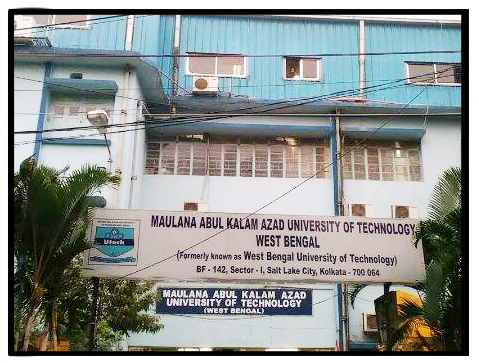 MAULANA ABUL KALAM AZAD UNIVERSITY OF TECHNOLOGY
WEST BENGAL
(Formerly known as West Bengal University of Technology)
BF - 142, Sector - I, Salt Lake City, Kolkata - 700 064
Utech
MAULANA ABUL KALAM AZAD
UNIVERSITY OF TECHNOLOGY
(WEST BENGAL)